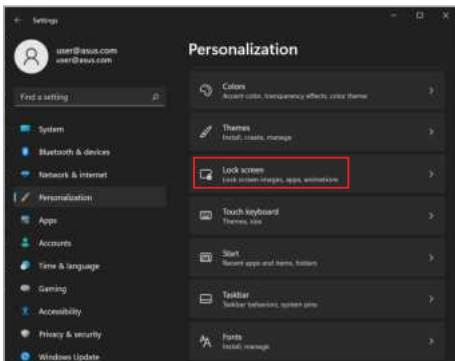 Settings
user@asus.com
user@asus.com
Find a setting
System
Bluetooth & devices
Network & internet
Personalization
Apps
Accounts
Time & language
Gaming
Accessibility
Privacy & security
Windows Update
Personalization
Colors
Accent color, transparency effects, color theme
Themes
Install, create, manage
Lock screen
Lock screen images, apps, animations
Touch keyboard
Themes, size
Start
Recent apps and items, folders
Taskbar
Taskbar behaviors, system pins
Fonts
Install, manage